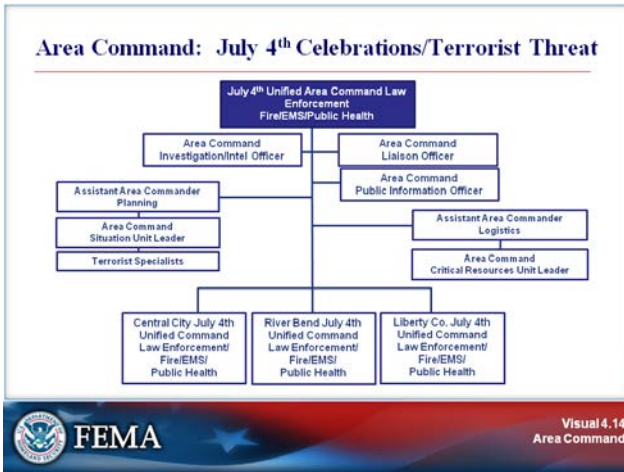 Area Command: July 4th Celebrations/Terrorist Threat
July 4th Unified Area Command Law
Enforcement
Fire/EMS/Public Health
Area Command
Investigation/Intel Officer
Area Command
Liaison Officer
Area Command
Public Information Officer
Assistant Area Commander
Planning
Area Command
Situation Unit Leader
Terrorist Specialists
Assistant Area Commander
Logistics
Area Command
Critical Resources Unit Leader
Central City July 4th
Unified Command
Law Enforcement/
Fire/EMS/
Public Health
River Bend July 4th
Unified Command
Law Enforcement/
Fire/EMS/
Public Health
Liberty Co. July 4th
Unified Command
Law Enforcement/
Fire/EMS/
Public Health
FEMA
Visual 4.14
Area Command